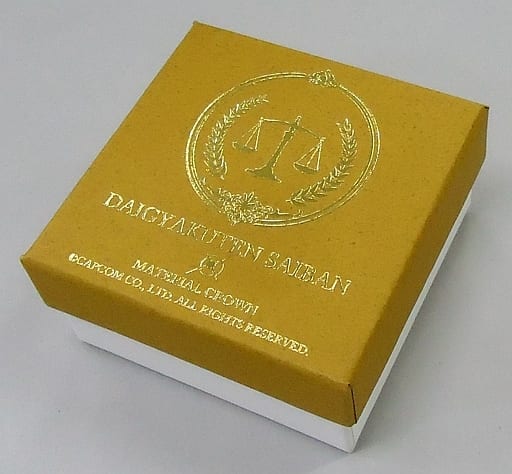 DAIGYAKUTEN SAIBAN
MATERIAL CROWN
©CAPCOM CO., LTD. ALL RIGHTS RESERVED.